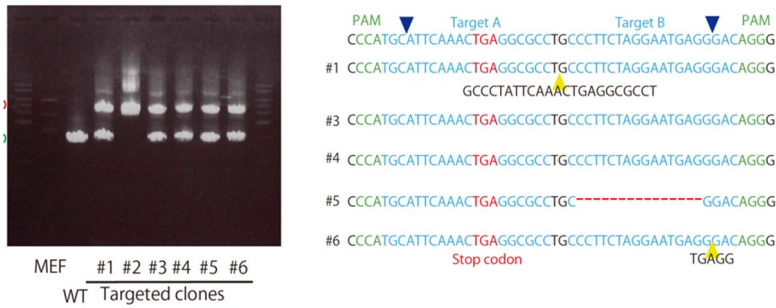 MEF #1 #2 #3 #4 #5 #6
WT Targeted clones
PAM Target A Target B PAM
CCCATGCATTCAAACTGAGGCGCCTGCCCTTCTAGGAATGAGGGACAGGG
#1 CCCATGCATTCAAACTGAGGCGCCTGCCCTTCTAGGAATGAGGGACAGGG
GCCCTATTCAAACTGAGGCGCCT
#3 CCCATGCATTCAAACTGAGGCGCCTGCCCTTCTAGGAATGAGGGACAGGG
#4 CCCATGCATTCAAACTGAGGCGCCTGCCCTTCTAGGAATGAGGGACAGGG
#5 CCCATGCATTCAAACTGAGGCGCCTGC---------------GGACAGGG
#6 CCCATGCATTCAAACTGAGGCGCCTGCCCTTCTAGGAATGAGGGACAGGG
Stop codon TGAGG